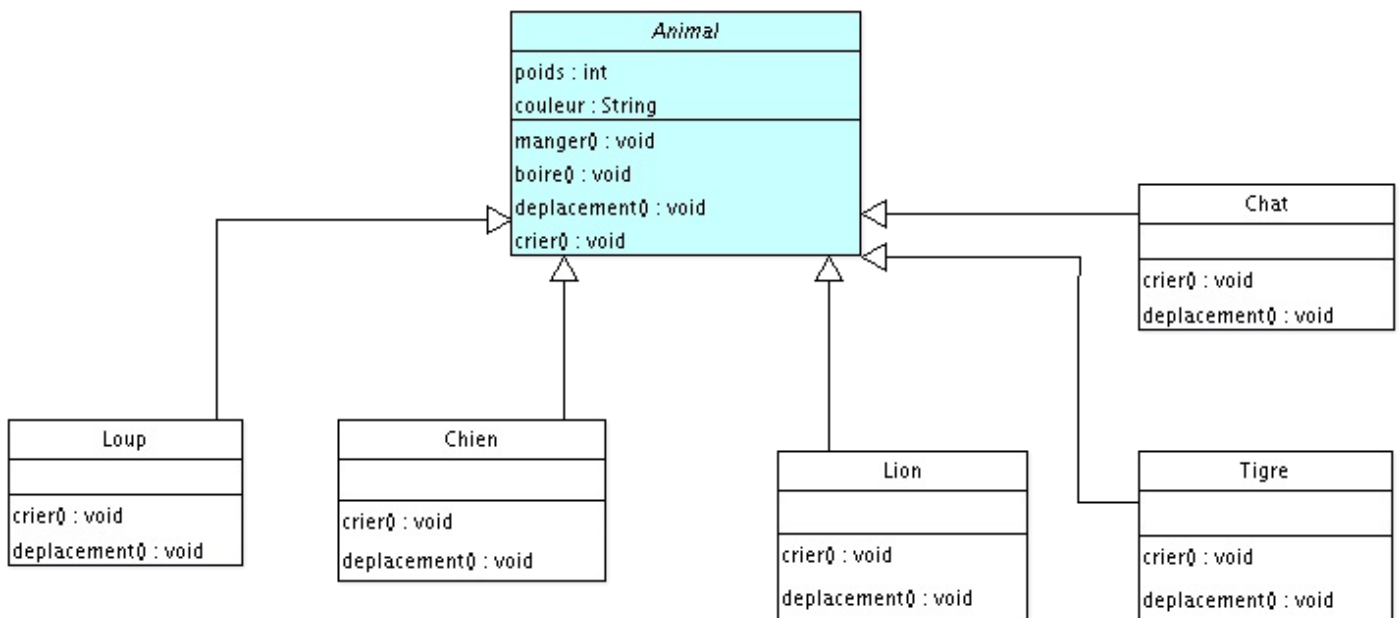 Animal
poids : int
couleur : String
manger() : void
boire() : void
deplacement() : void
crier() : void
Chat
crier() : void
deplacement() : void
Loup
crier() : void
deplacement() : void
Chien
crier() : void
deplacement() : void
Lion
crier() : void
deplacement() : void
Tigre
crier() : void
deplacement() : void